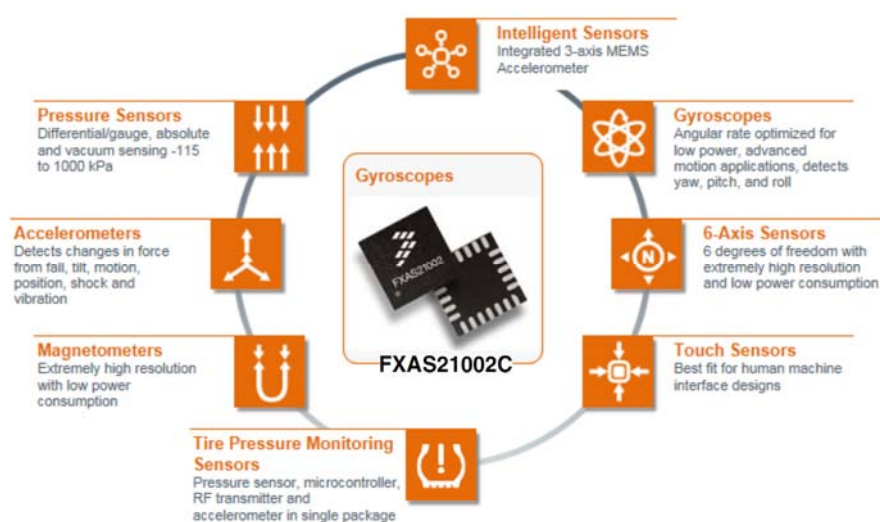 Intelligent Sensors
Integrated 3-axis MEMS
Accelerometer
Pressure Sensors
Differential/gauge, absolute
and vacuum sensing -115
to 1000 kPa
Gyroscopes
Angular rate optimized for
low power, advanced
motion applications, detects
yaw, pitch, and roll
Gyroscopes
FXAS21002
FXAS21002C
Accelerometers
Detects changes in force
from fall, tilt, motion,
position, shock and
vibration
N
6-Axis Sensors
6 degrees of freedom with
extremely high resolution
and low power consumption
Magnetometers
Extremely high resolution
with low power
consumption
Touch Sensors
Best fit for human machine
interface designs
Tire Pressure Monitoring
Sensors
Pressure sensor, microcontroller,
RF transmitter and
accelerometer in single package